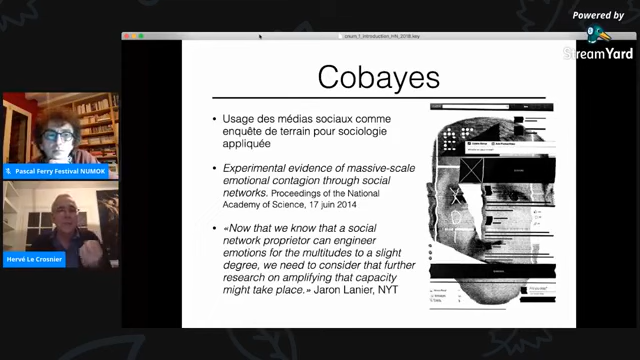 Powered by
StreamYard
Cobayes
• Usage des médias sociaux comme
enquête de terrain pour sociologie
appliquée
• Experimental evidence of massive-scale
emotional contagion through social
networks. Proceedings of the National
Academy of Science, 17 juin 2014
• «Now that we know that a social
network proprietor can engineer
emotions for the multitudes to a slight
degree, we need to consider that further
research on amplifying that capacity
might take place.» Jaron Lanier, NYT
Pascal Ferry Festival NUMOK
Hervé Le Crosnier